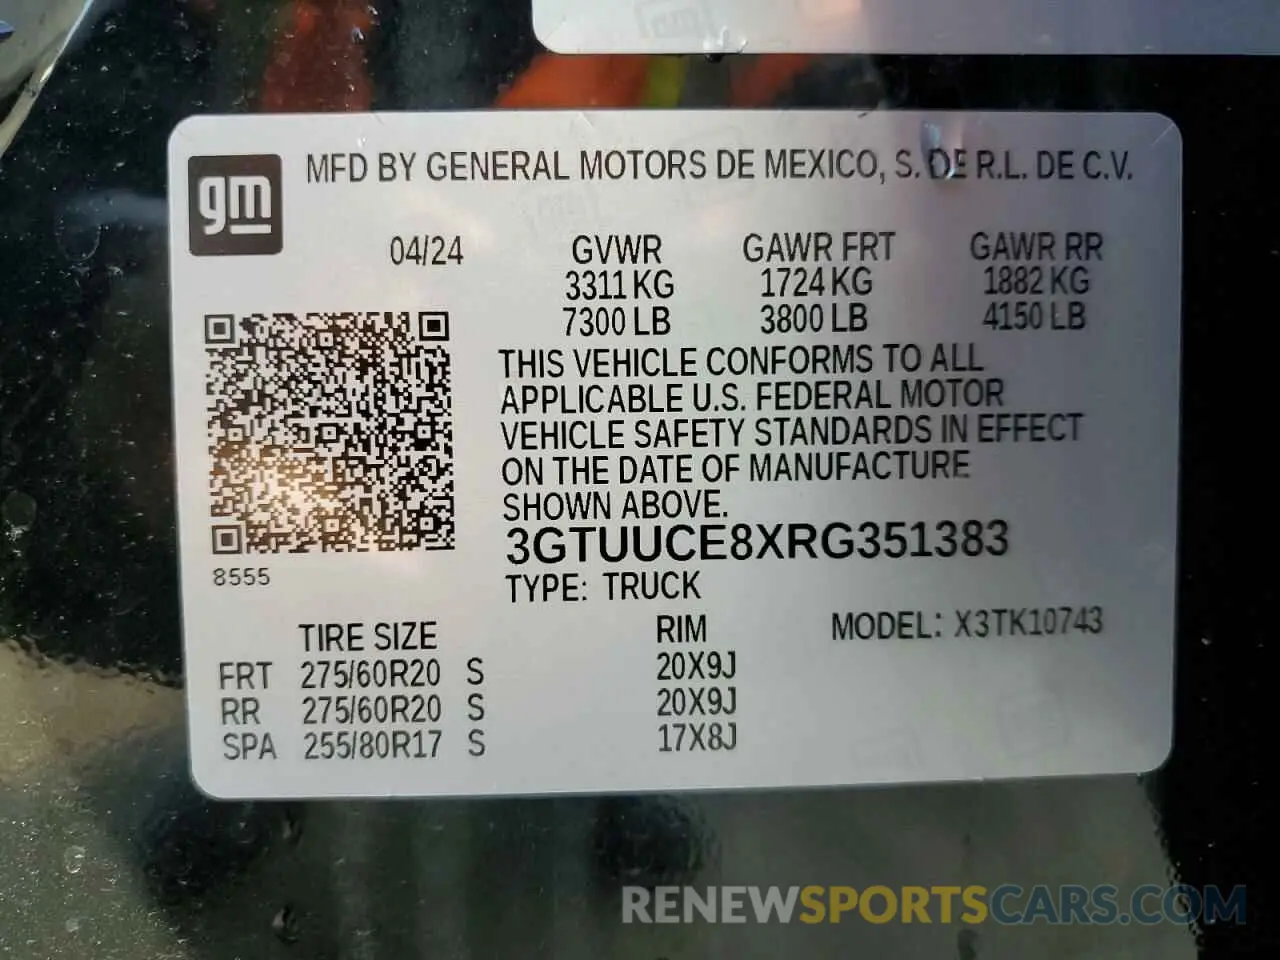 gm
MFD BY GENERAL MOTORS DE MEXICO, S. DE R.L. DE C.V.
04/24 GVWR GAWR FRT GAWR RR
3311 KG 1724 KG 1882 KG
7300 LB 3800 LB 4150 LB
THIS VEHICLE CONFORMS TO ALL
APPLICABLE U.S. FEDERAL MOTOR
VEHICLE SAFETY STANDARDS IN EFFECT
ON THE DATE OF MANUFACTURE
SHOWN ABOVE.
3GTUUCE8XRG351383
8555
TYPE: TRUCK
TIRE SIZE RIM MODEL: X3TK10743
FRT 275/60R20 S 20X9J
RR 275/60R20 S 20X9J
SPA 255/80R17 S 17X8J
RENEWSPORTSCARS.COM